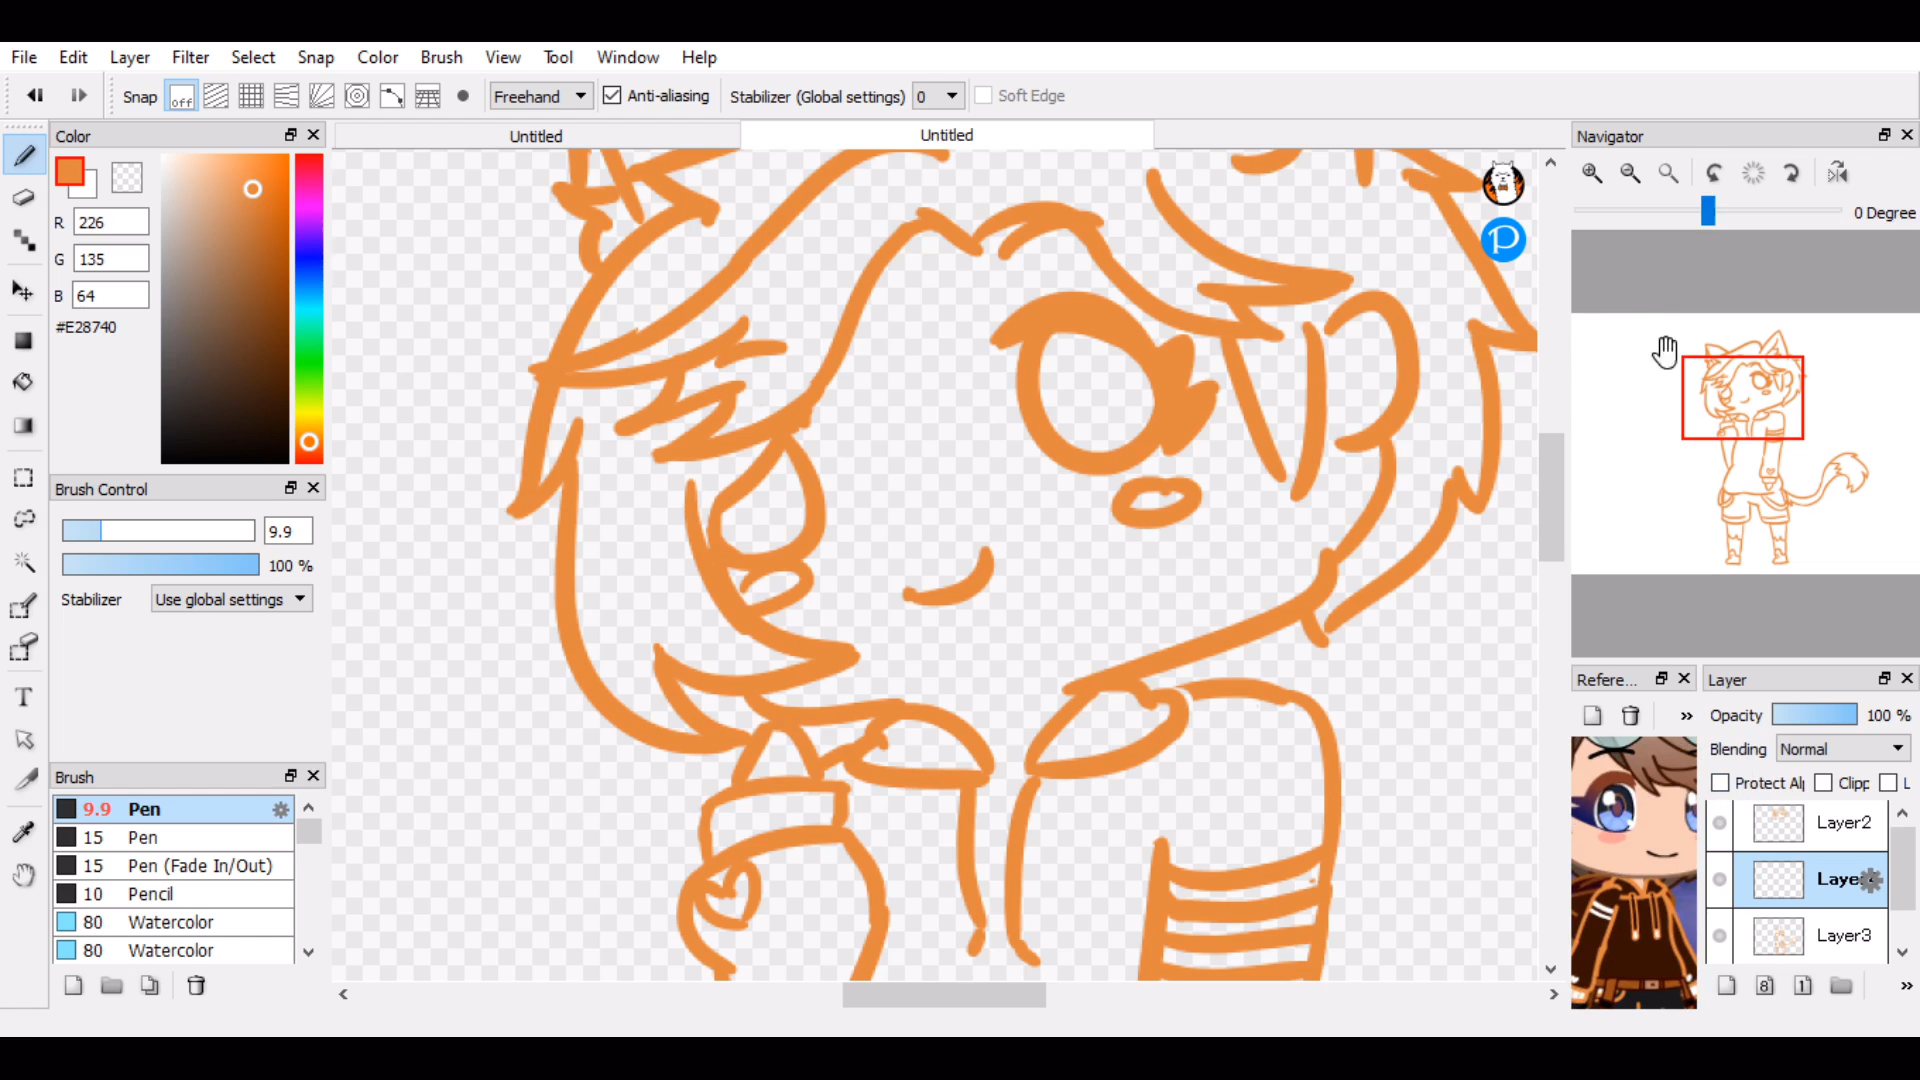 File Edit Layer Filter Select Snap Color Brush View Tool Window Help
Snap off Freehand Anti-aliasing Stabilizer (Global settings) 0 Soft Edge
Color
Untitled
Untitled
Navigator
R 226
G 135
B 64
#E28740
0 Degree
Brush Control
9.9
100 %
Stabilizer Use global settings
Refere...
Layer
Opacity 100 %
Blending Normal
Protect Al Clipp L
Brush
9.9 Pen
15 Pen
15 Pen (Fade In/Out)
10 Pencil
80 Watercolor
80 Watercolor
Layer2
Laye
Layer3
T
P
8
1